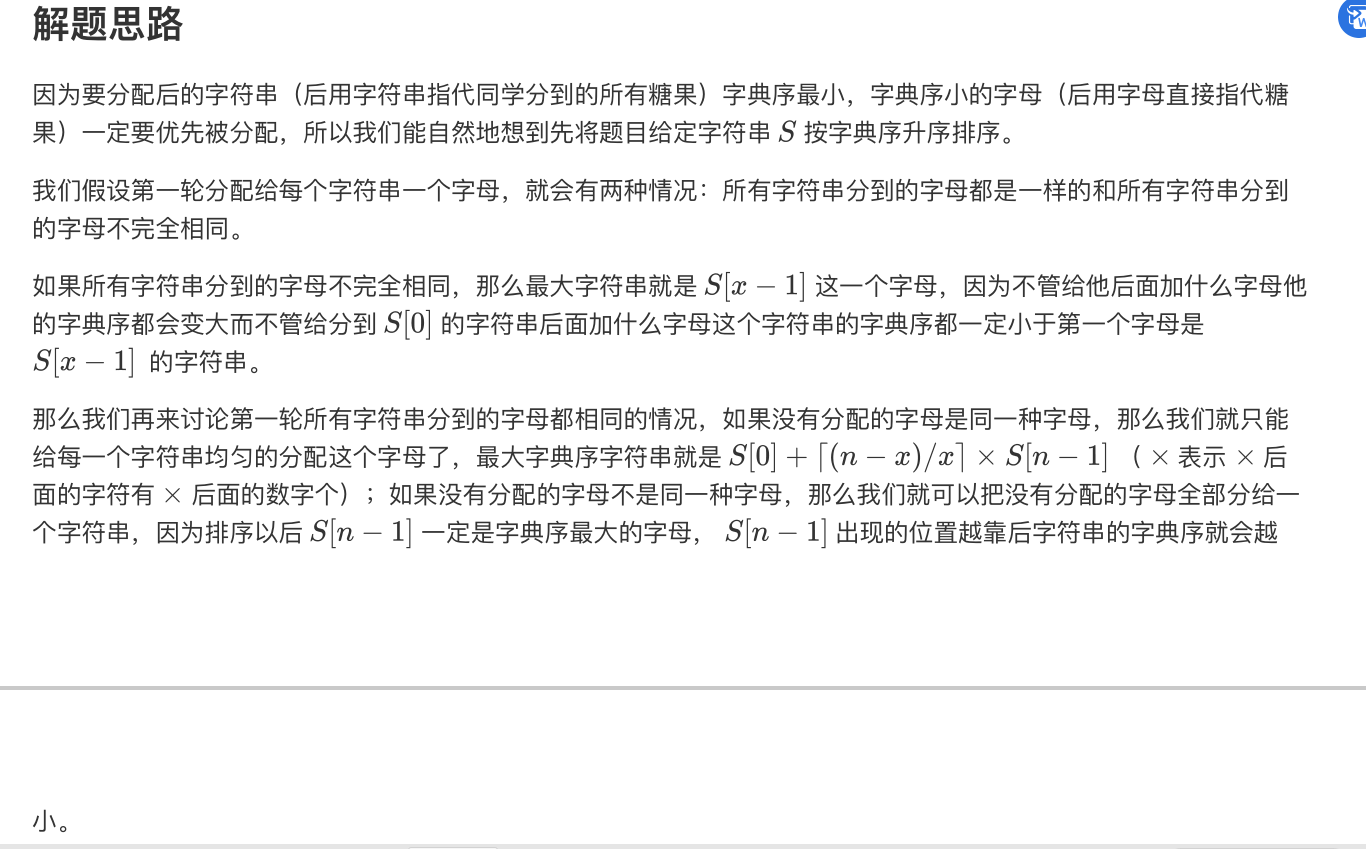 解题思路
因为要分配后的字符串（后用字符串指代同学分到的所有糖果）字典序最小，字典序小的字母（后用字母直接指代糖
果）一定要优先被分配，所以我们能自然地想到先将题目给定字符串 S 按字典序升序排序。
我们假设第一轮分配给每个字符串一个字母，就会有两种情况：所有字符串分到的字母都是一样的和所有字符串分到
的字母不完全相同。
如果所有字符串分到的字母不完全相同，那么最大字符串就是 S[x − 1] 这一个字母，因为不管给他后面加什么字母他
的字典序都会变大而不管给分到 S[0] 的字符串后面加什么字母这个字符串的字典序都一定小于第一个字母是
S[x − 1] 的字符串。
那么我们再来讨论第一轮所有字符串分到的字母都相同的情况，如果没有分配的字母是同一种字母，那么我们就只能
给每一个字符串均匀的分配这个字母了，最大字典序字符串就是 S[0] + ⌈(n − x)/x⌉ × S[n − 1] （ × 表示 × 后
面的字符有 × 后面的数字个）；如果没有分配的字母不是同一种字母，那么我们就可以把没有分配的字母全部分给一
个字符串，因为排序以后 S[n − 1] 一定是字典序最大的字母， S[n − 1] 出现的位置越靠后字符串的字典序就会越
小。